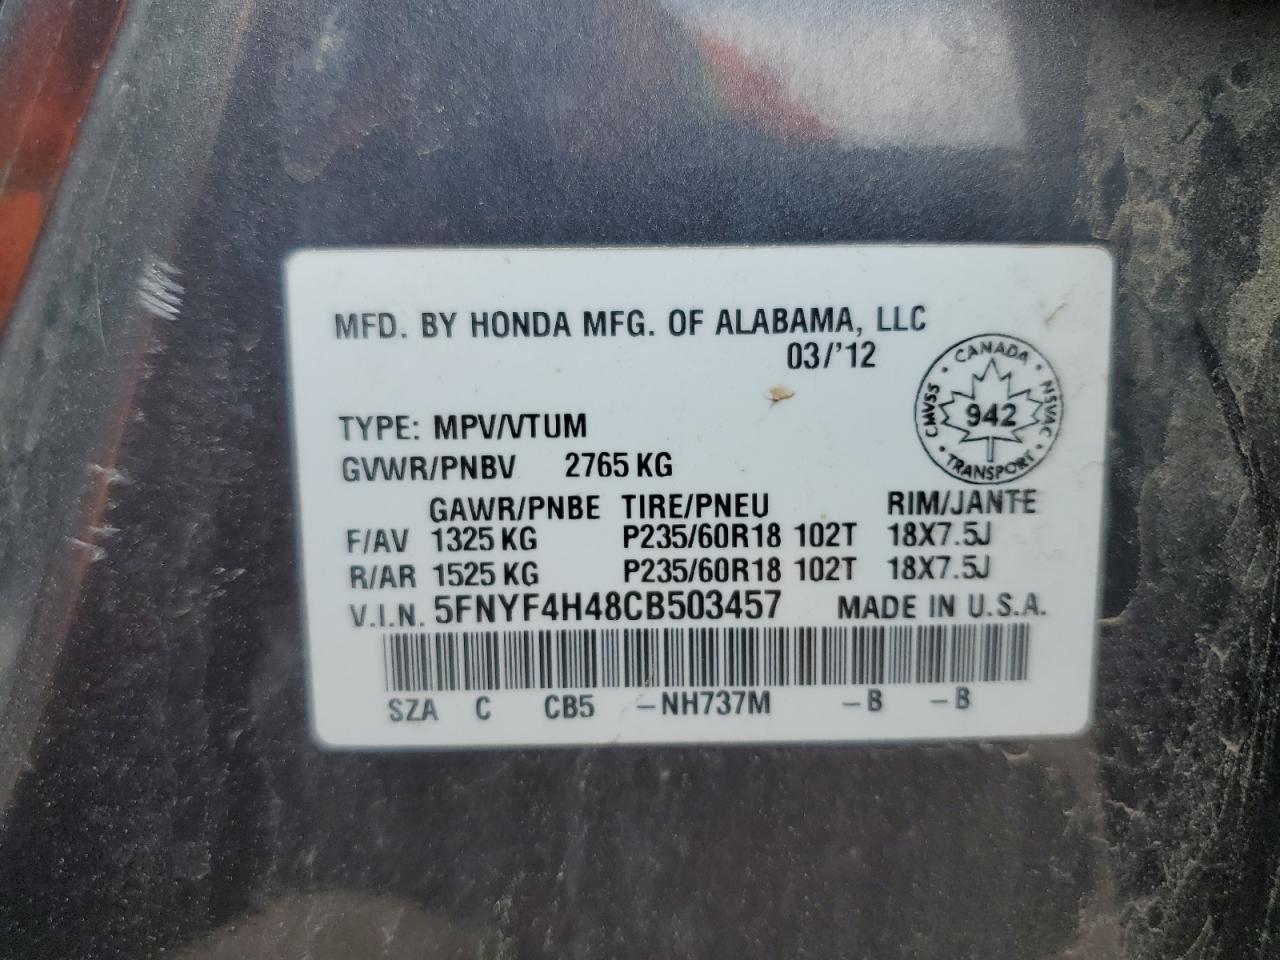 MFD. BY HONDA MFG. OF ALABAMA, LLC
03/'12
CANADA
CMVSS 942 NSVAC
TRANSPORT
TYPE: MPV/VTUM
GVWR/PNBV 2765 KG
GAWR/PNBE TIRE/PNEU RIM/JANTE
F/AV 1325 KG P235/60R18 102T 18X7.5J
R/AR 1525 KG P235/60R18 102T 18X7.5J
V.I.N. 5FNYF4H48CB503457 MADE IN U.S.A.
SZA C CB5 -NH737M -B -B